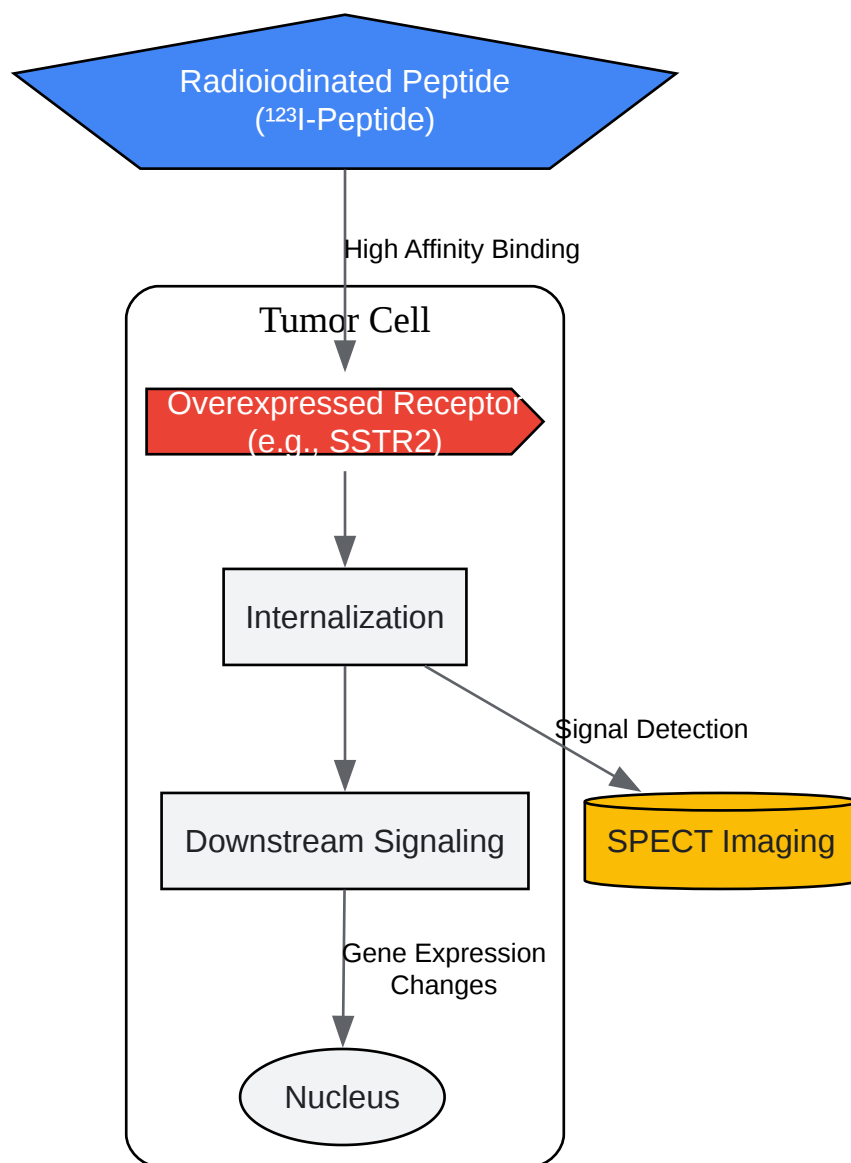 Radioiodinated Peptide
(¹²³I-Peptide)
High Affinity Binding
Tumor Cell
Overexpressed Receptor
(e.g., SSTR2)
Internalization
Signal Detection
Downstream Signaling
SPECT Imaging
Gene Expression
Changes
Nucleus